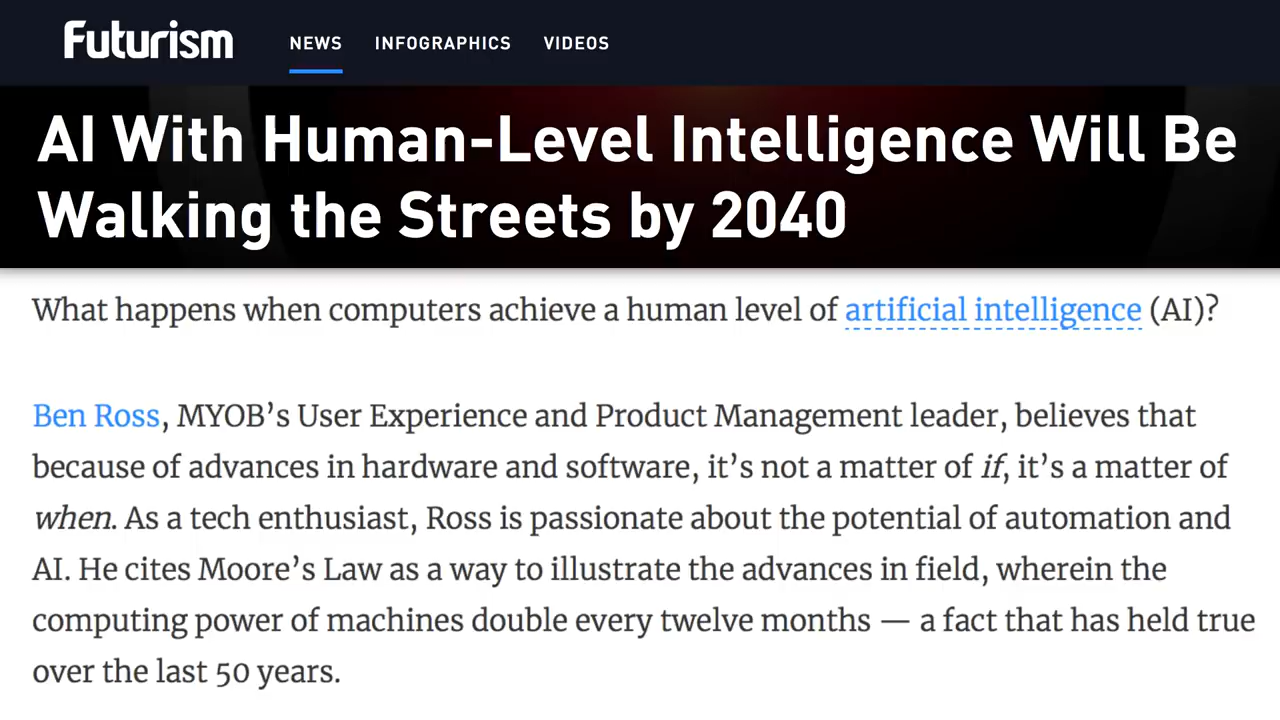 Futurism
NEWS INFOGRAPHICS VIDEOS
AI With Human-Level Intelligence Will Be
Walking the Streets by 2040
What happens when computers achieve a human level of artificial intelligence (AI)?
Ben Ross, MYOB’s User Experience and Product Management leader, believes that
because of advances in hardware and software, it’s not a matter of if, it’s a matter of
when. As a tech enthusiast, Ross is passionate about the potential of automation and
AI. He cites Moore’s Law as a way to illustrate the advances in field, wherein the
computing power of machines double every twelve months — a fact that has held true
over the last 50 years.